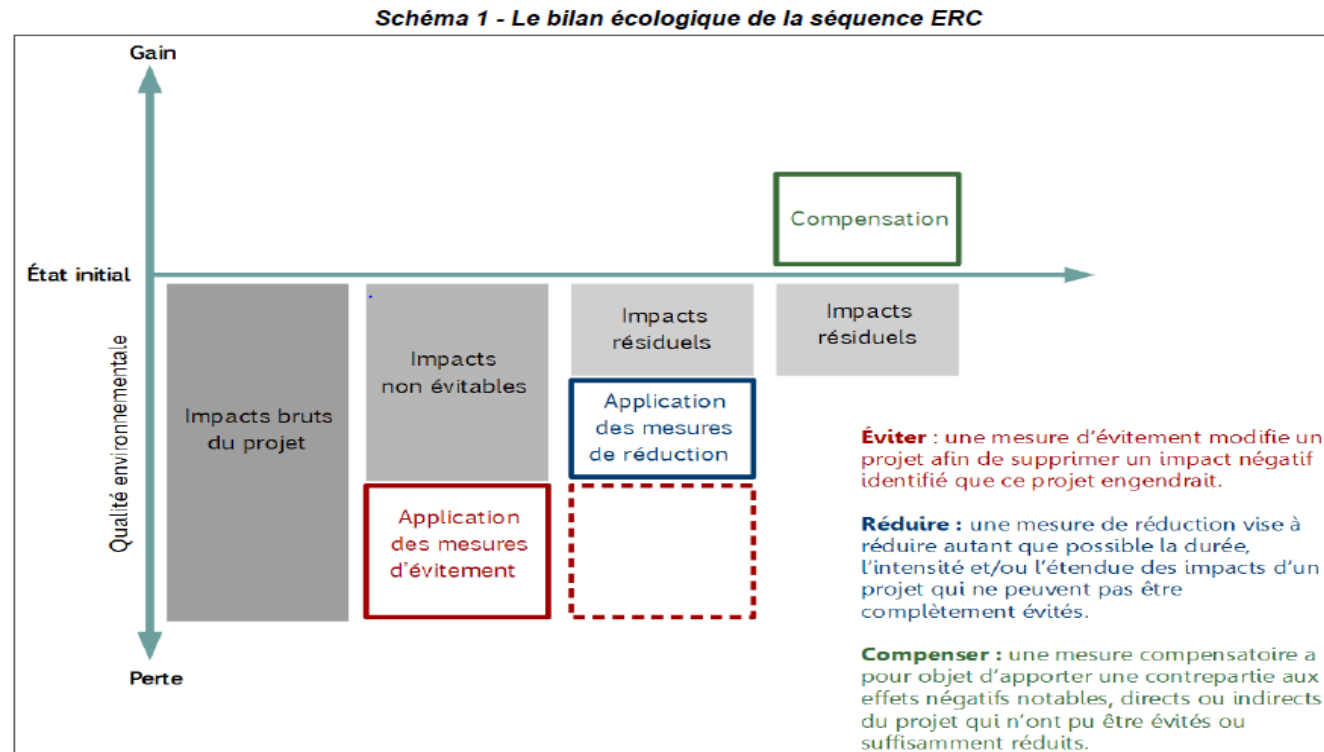 Schéma 1 - Le bilan écologique de la séquence ERC
Gain
Compensation
État initial
Qualité environnementale
Impacts bruts
du projet
Impacts
non évitables
Application
des mesures
d'évitement
Impacts
résiduels
Application
des mesures
de réduction
Impacts
résiduels
Perte
Éviter : une mesure d'évitement modifie un
projet afin de supprimer un impact négatif
identifié que ce projet engendrait.
Réduire : une mesure de réduction vise à
réduire autant que possible la durée,
l'intensité et/ou l'étendue des impacts d'un
projet qui ne peuvent pas être
complètement évités.
Compenser : une mesure compensatoire a
pour objet d'apporter une contrepartie aux
effets négatifs notables, directs ou indirects
du projet qui n'ont pu être évités ou
suffisamment réduits.